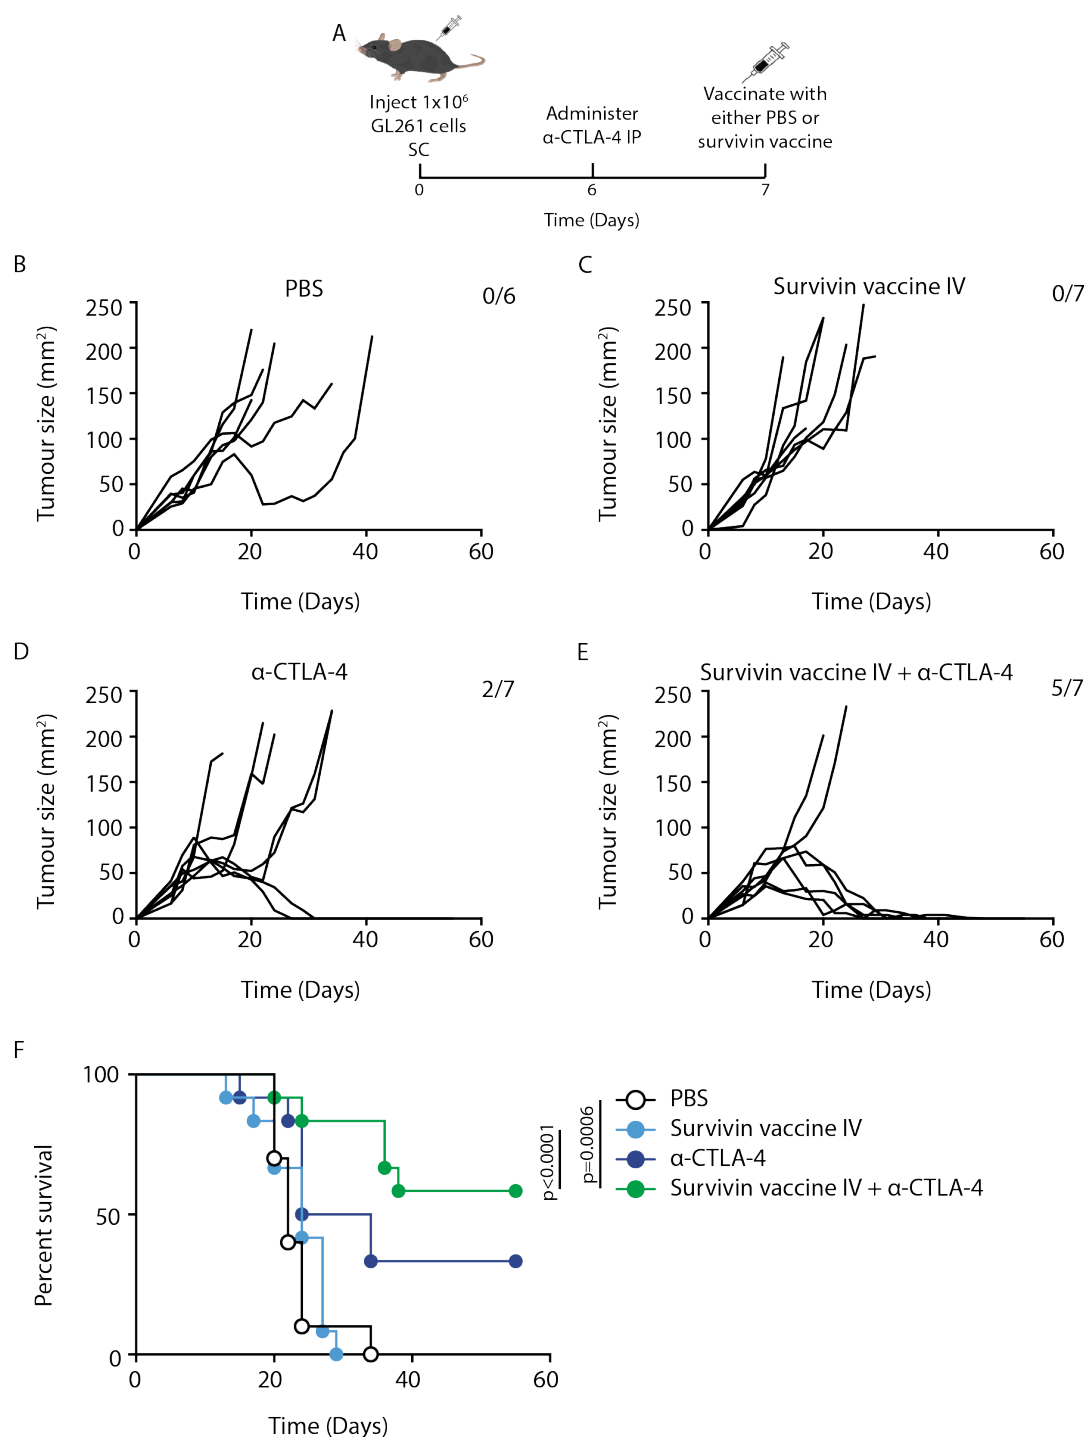 A
Inject 1x10⁶
GL261 cells
SC
Administer
α-CTLA-4 IP
Vaccinate with
either PBS or
survivin vaccine
0
6
7
Time (Days)
B
PBS
0/6
Tumour size (mm²)
250
200
150
100
50
0
0
20
40
60
Time (Days)
C
Survivin vaccine IV
0/7
Tumour size (mm²)
250
200
150
100
50
0
0
20
40
60
Time (Days)
D
α-CTLA-4
2/7
Tumour size (mm²)
250
200
150
100
50
0
0
20
40
60
Time (Days)
E
Survivin vaccine IV + α-CTLA-4
5/7
Tumour size (mm²)
250
200
150
100
50
0
0
20
40
60
Time (Days)
F
Percent survival
100
50
0
0
20
40
60
Time (Days)
p<0.0001
p=0.0006
PBS
Survivin vaccine IV
α-CTLA-4
Survivin vaccine IV + α-CTLA-4